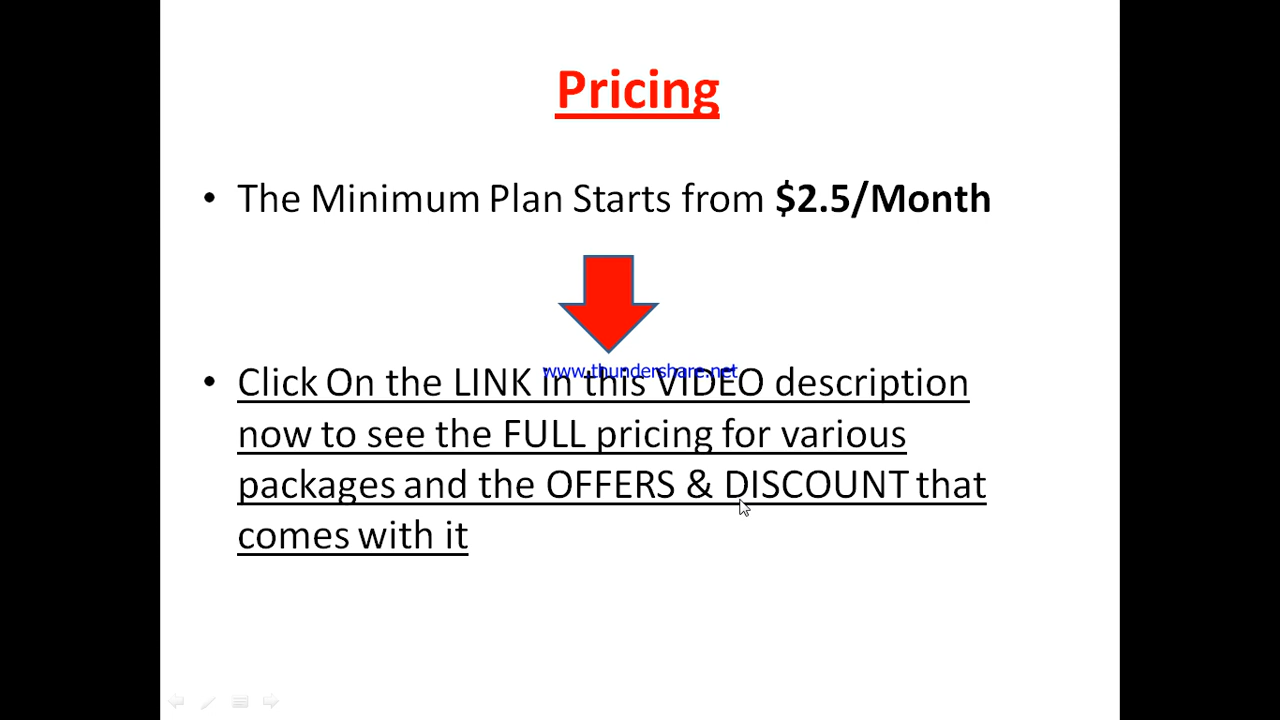 Pricing
• The Minimum Plan Starts from $2.5/Month
www.thundershare.net
• Click On the LINK in this VIDEO description
now to see the FULL pricing for various
packages and the OFFERS & DISCOUNT that
comes with it